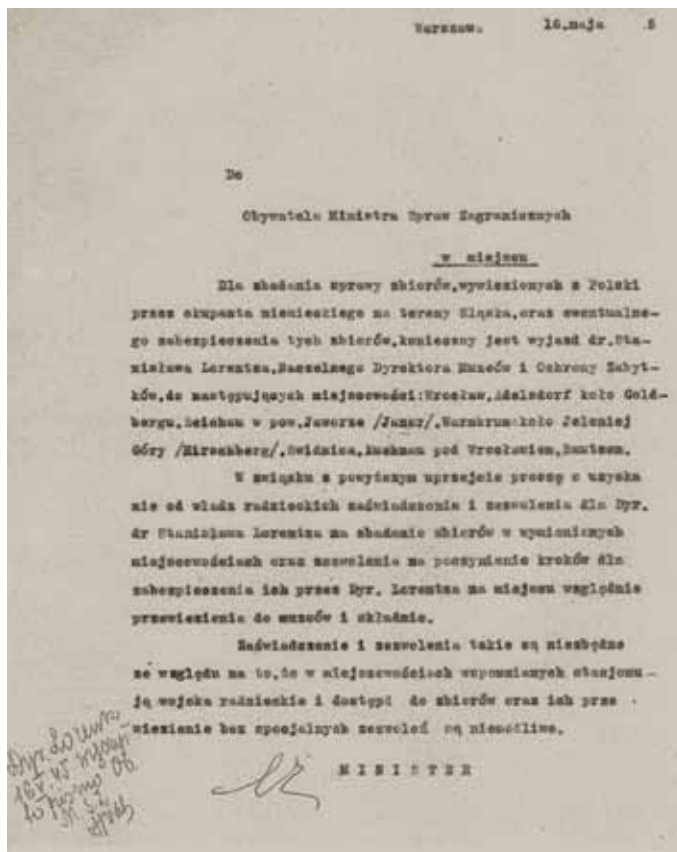 Warszawa. 16.maja 5
Do
Obywatela Ministra Spraw Zagranicznych
w miejscu
Dla zbadania sprawy zbiorów,wywiezionych z Polski
przez okupanta niemieckiego na tereny Śląska,oraz ewentualne-
go zabezpieczenia tych zbiorów,konieczny jest wyjazd dr.Sta-
nisława Lorentza,Naczelnego Dyrektora Muzeów i Ochrony Zabyt-
ków,do następujących miejscowości:Wrocław,Adelsdorf koło Gold-
bergu, w pow.Jaworze /Jauer/, Jeleniej
Góry /Hirschberg/,Świdnica, pod Wrocławiem,Bautzen.
W związku z powyższym uprzejmie proszę o uzyska
nie od władz radzieckich zaświadczenia i zezwolenia dla Dyr.
dr Stanisława Lorentza na zbadanie zbiorów w wymienionych
miejscowościach oraz zezwolenia na poczynienie kroków dla
zabezpieczenia ich przez Dyr. Lorentza na miejscu względnie
przewiezienia do muzeów i składnic.
Zaświadczenie i zezwolenia takie są niezbędne
ze względu na to,że w miejscowościach wspomnianych stacjonu-
ją wojska radzieckie i dostęp do zbiorów oraz ich prze
wiezienie bez specjalnych zezwoleń są niemożliwe.
MINISTER
Dyr Lorentz
16.V.45
to pismo